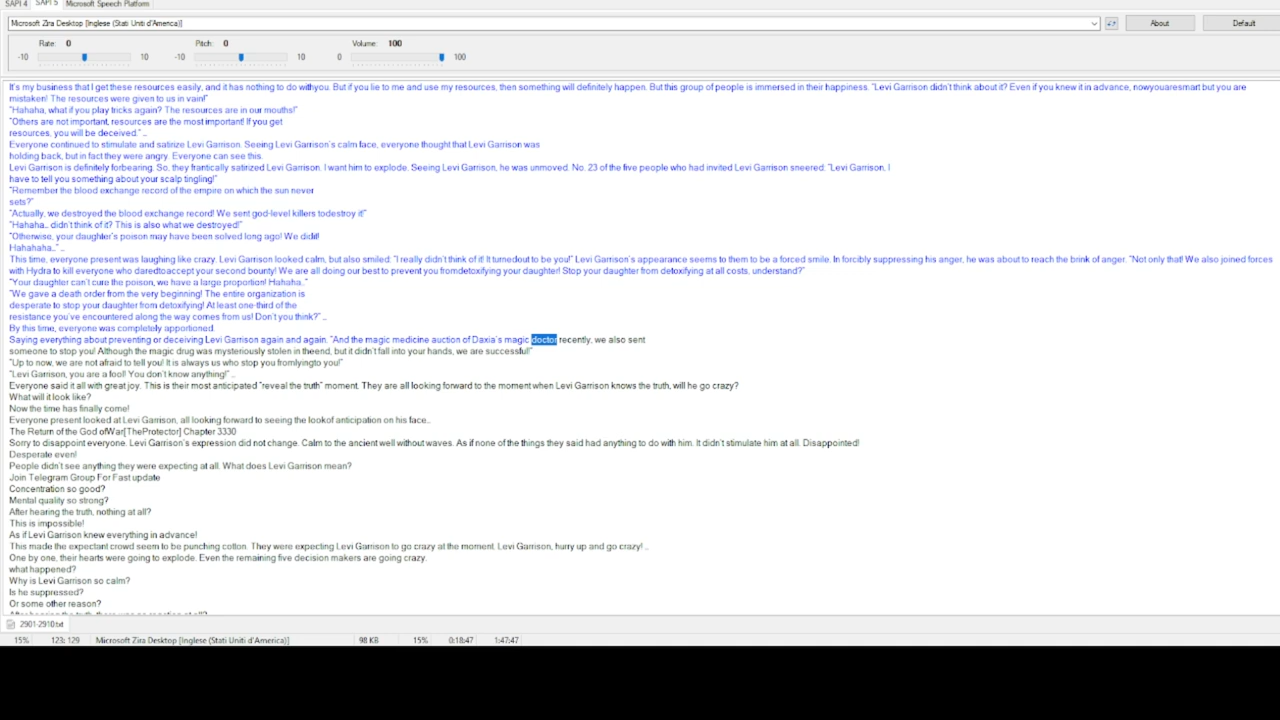 SAPI 4 SAPI 5 Microsoft Speech Platform
Microsoft Zira Desktop [Inglese (Stati Uniti d'America)] About Default
Rate: 0 Pitch: 0 Volume: 100
-10 10 -10 10 0 100
It's my business that I get these resources easily, and it has nothing to do withyou. But if you lie to me and use my resources, then something will definitely happen. But this group of people is immersed in their happiness. "Levi Garrison didn't think about it? Even if you knew it in advance, nowyouaresmart but you are
mistaken! The resources were given to us in vain!"
"Hahaha, what if you play tricks again? The resources are in our mouths!"
"Others are not important, resources are the most important! If you get
resources, you will be deceived." ..
Everyone continued to stimulate and satirize Levi Garrison. Seeing Levi Garrison's calm face, everyone thought that Levi Garrison was
holding back, but in fact they were angry. Everyone can see this.
Levi Garrison is definitely forbearing. So, they frantically satirized Levi Garrison. I want him to explode. Seeing Levi Garrison, he was unmoved. No. 23 of the five people who had invited Levi Garrison sneered: "Levi Garrison, I
have to tell you something about your scalp tingling!"
"Remember the blood exchange record of the empire on which the sun never
sets?"
"Actually, we destroyed the blood exchange record! We sent god-level killers todestroy it!"
"Hahaha.. didn't think of it? This is also what we destroyed!"
"Otherwise, your daughter's poison may have been solved long ago! We didit!
Hahahaha.." ..
This time, everyone present was laughing like crazy. Levi Garrison looked calm, but also smiled: "I really didn't think of it! It turnedout to be you!" Levi Garrison's appearance seems to them to be a forced smile. In forcibly suppressing his anger, he was about to reach the brink of anger. "Not only that! We also joined forces
with Hydra to kill everyone who daredtoaccept your second bounty! We are all doing our best to prevent you fromdetoxifying your daughter! Stop your daughter from detoxifying at all costs, understand?"
"Your daughter can't cure the poison, we have a large proportion! Hahaha.."
"We gave a death order from the very beginning! The entire organization is
desperate to stop your daughter from detoxifying! At least one-third of the
resistance you've encountered along the way comes from us! Don't you think?" ..
By this time, everyone was completely apportioned.
Saying everything about preventing or deceiving Levi Garrison again and again. "And the magic medicine auction of Daxia's magic doctor recently, we also sent
someone to stop you! Although the magic drug was mysteriously stolen in theend, but it didn't fall into your hands, we are successful!"
"Up to now, we are not afraid to tell you! It is always us who stop you fromlyingto you!"
"Levi Garrison, you are a fool! You don't know anything!" ..
Everyone said it all with great joy. This is their most anticipated "reveal the truth" moment. They are all looking forward to the moment when Levi Garrison knows the truth, will he go crazy?
What will it look like?
Now the time has finally come!
Everyone present looked at Levi Garrison, all looking forward to seeing the lookof anticipation on his face..
The Return of the God ofWar[TheProtector] Chapter 3330
Sorry to disappoint everyone. Levi Garrison's expression did not change. Calm to the ancient well without waves. As if none of the things they said had anything to do with him. It didn't stimulate him at all. Disappointed!
Desperate even!
People didn't see anything they were expecting at all. What does Levi Garrison mean?
Join Telegram Group For Fast update
Concentration so good?
Mental quality so strong?
After hearing the truth, nothing at all?
This is impossible!
As if Levi Garrison knew everything in advance!
This made the expectant crowd seem to be punching cotton. They were expecting Levi Garrison to go crazy at the moment. Levi Garrison, hurry up and go crazy! ..
One by one, their hearts were going to explode. Even the remaining five decision makers are going crazy.
what happened?
Why is Levi Garrison so calm?
Is he suppressed?
Or some other reason?
After hearing the truth, there was no reaction at all?
2901-2910.txt
15% 123; 129 Microsoft Zira Desktop [Inglese (Stati Uniti d'America)] 98 KB 15% 0:18:47 1:47:47